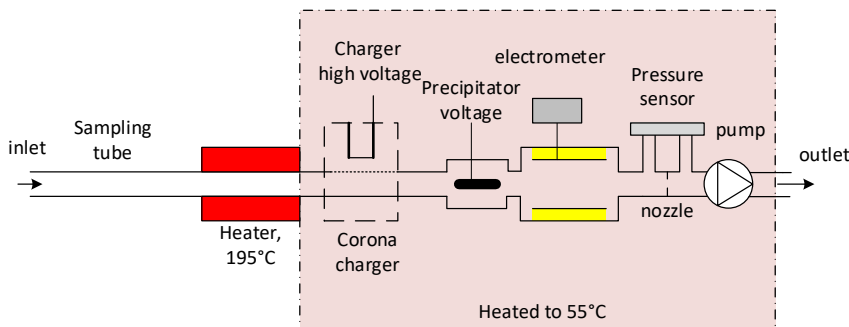 inlet
Sampling
tube
Heater,
195°C
Charger
high voltage
Corona
charger
Precipitator
voltage
electrometer
Pressure
sensor
nozzle
pump
outlet
Heated to 55°C